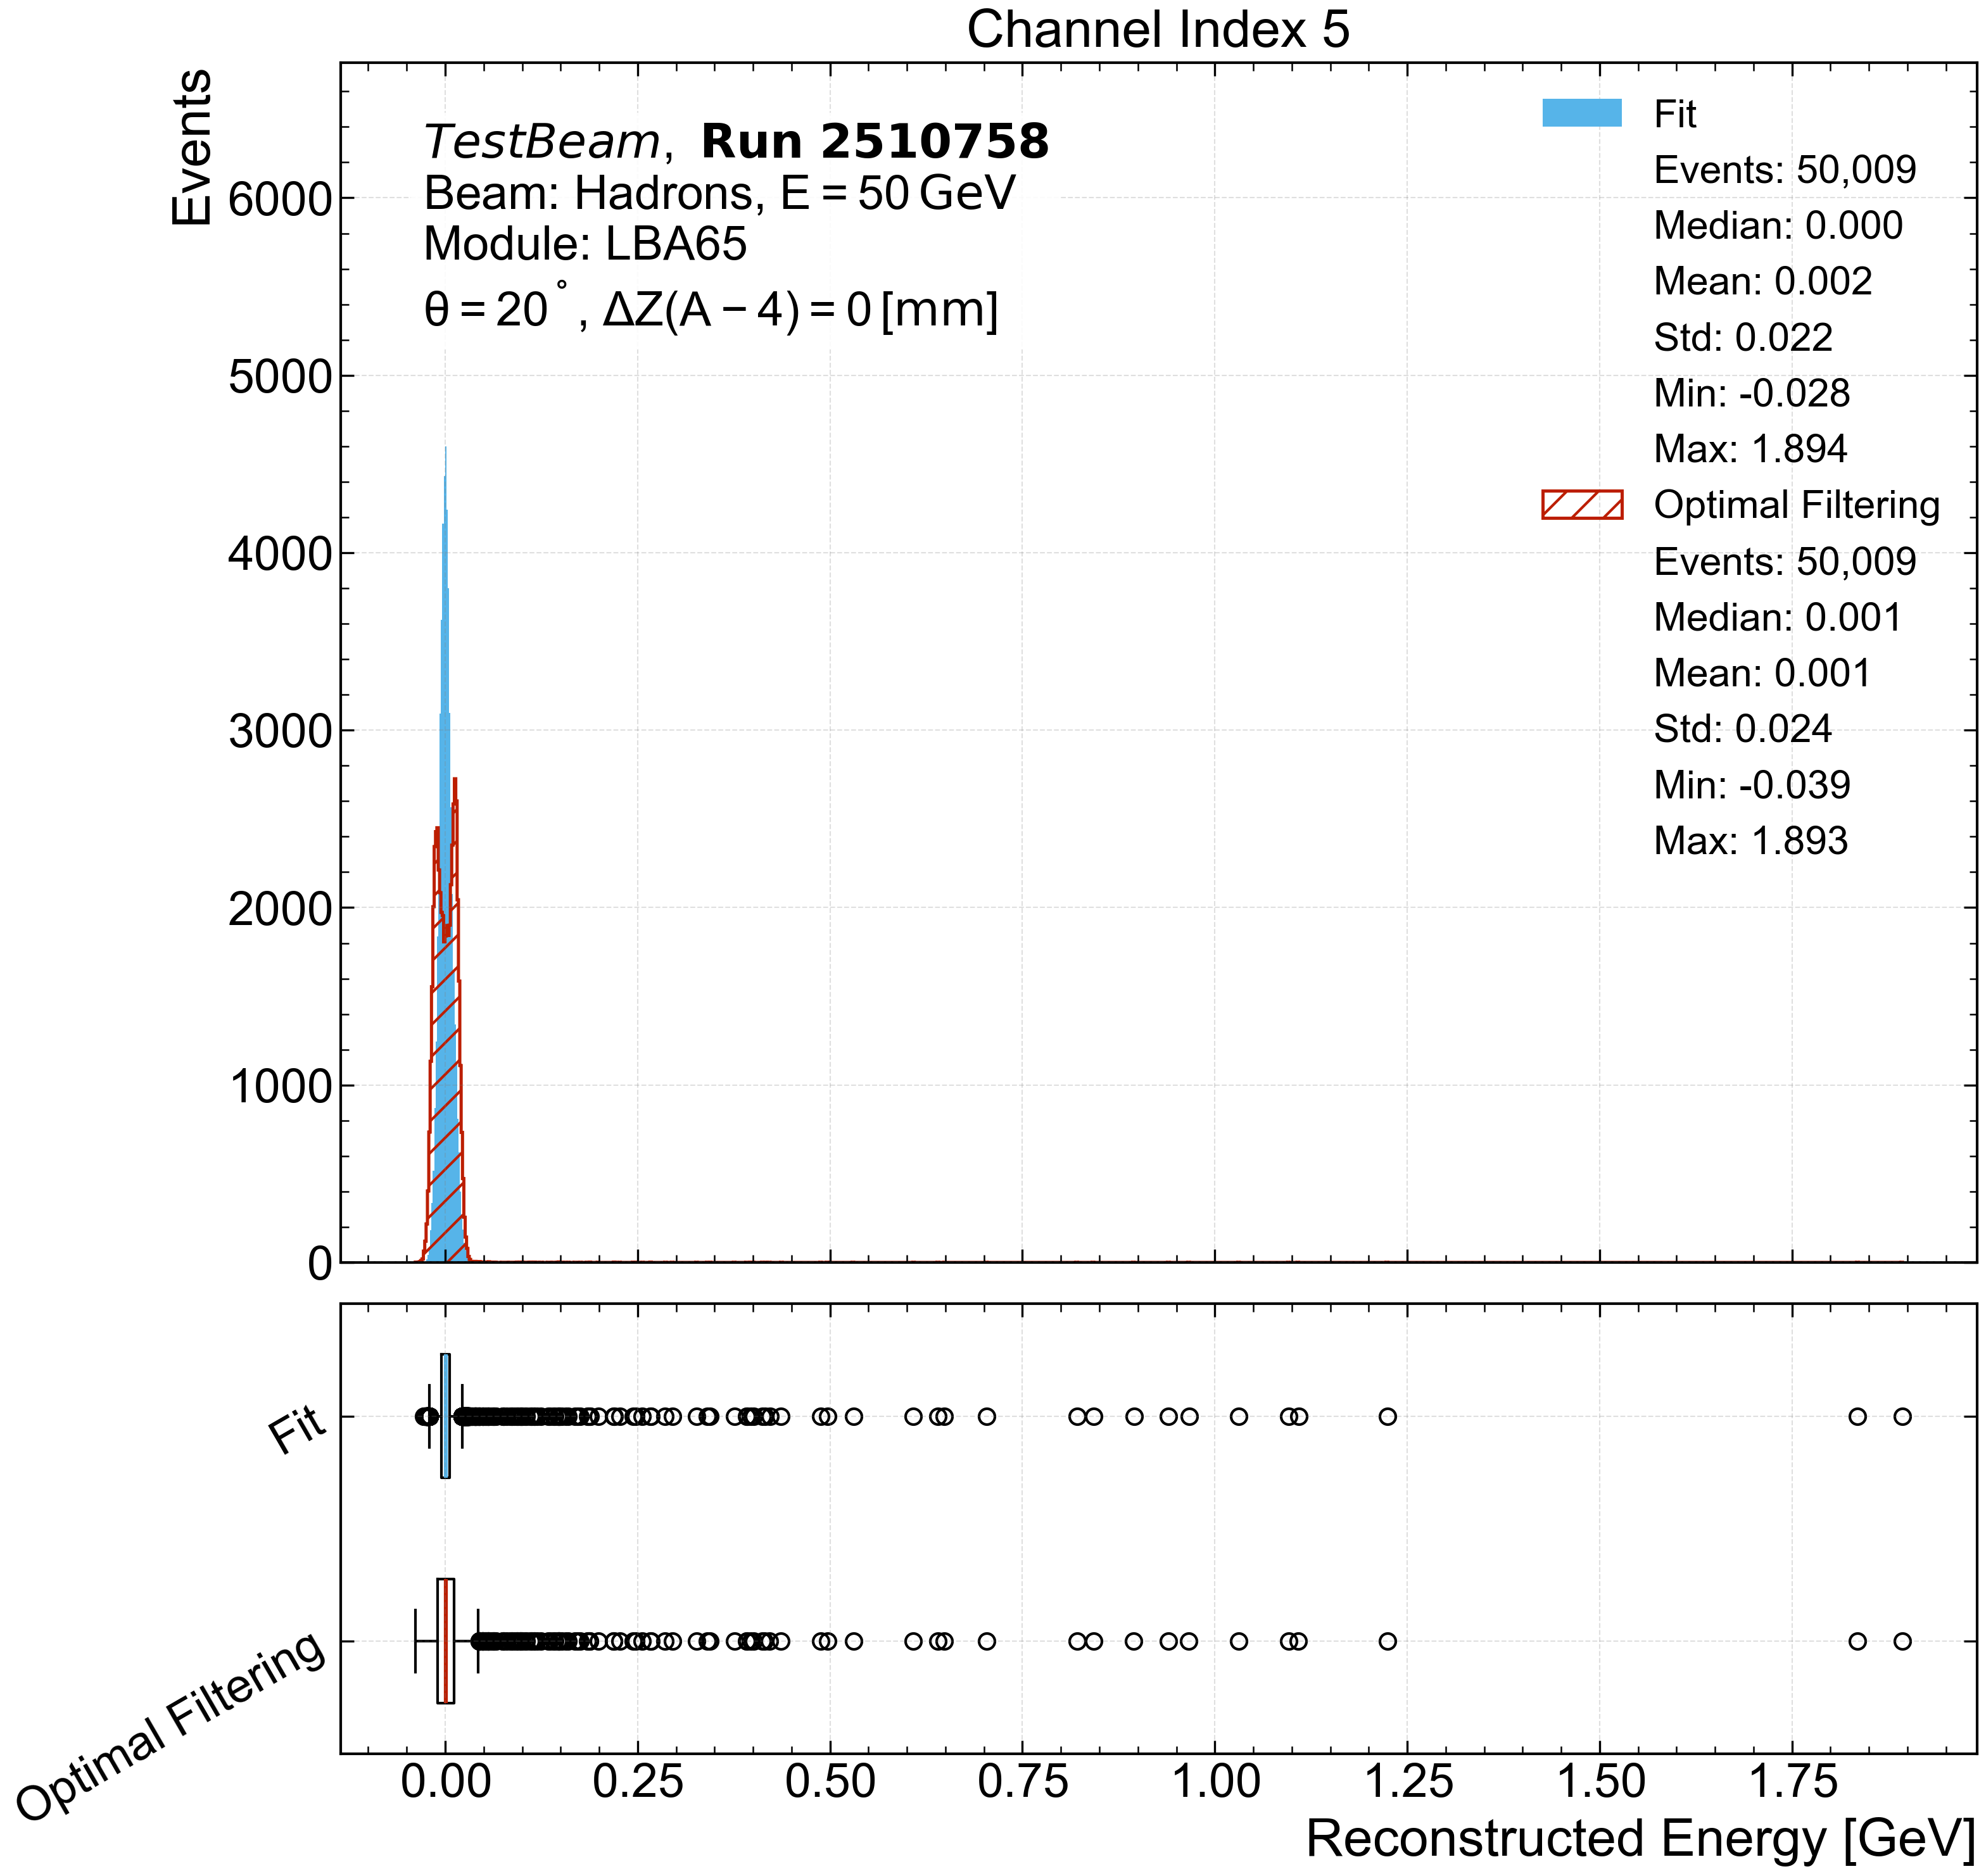 Channel Index 5
Events
6000
5000
4000
3000
2000
1000
0
TestBeam, Run 2510758
Beam: Hadrons, E = 50 GeV
Module: LBA65
θ = 20°, ΔZ(A − 4) = 0 [mm]
Fit
Events: 50,009
Median: 0.000
Mean: 0.002
Std: 0.022
Min: -0.028
Max: 1.894
Optimal Filtering
Events: 50,009
Median: 0.001
Mean: 0.001
Std: 0.024
Min: -0.039
Max: 1.893
Fit
Optimal Filtering
0.00 0.25 0.50 0.75 1.00 1.25 1.50 1.75
Reconstructed Energy [GeV]